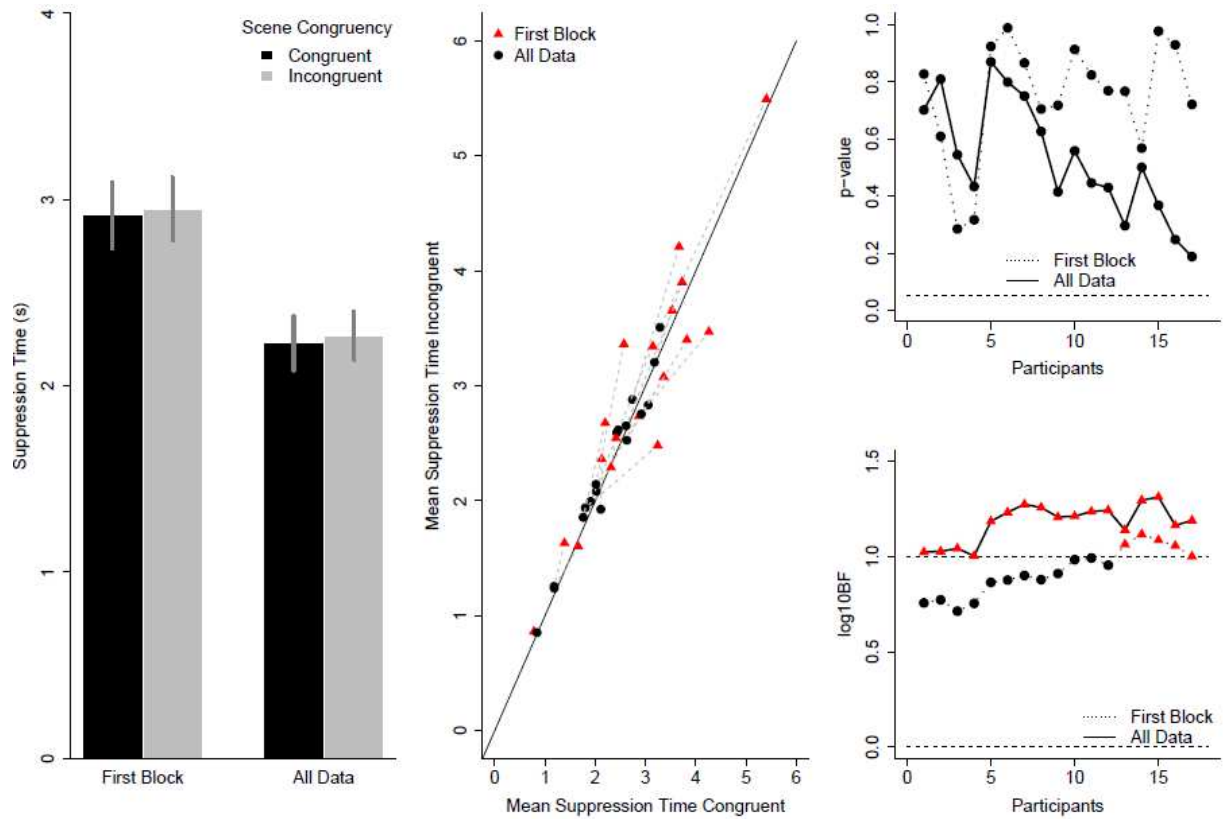 Scene Congruency
Congruent
Incongruent
Suppression Time (s)
0
1
2
3
4
First Block
All Data
First Block
All Data
Mean Suppression Time Incongruent
0
1
2
3
4
5
6
0 1 2 3 4 5 6
Mean Suppression Time Congruent
p-value
0.0
0.2
0.4
0.6
0.8
1.0
First Block
All Data
0 5 10 15
Participants
log10BF
0.0
0.5
1.0
1.5
First Block
All Data
0 5 10 15
Participants